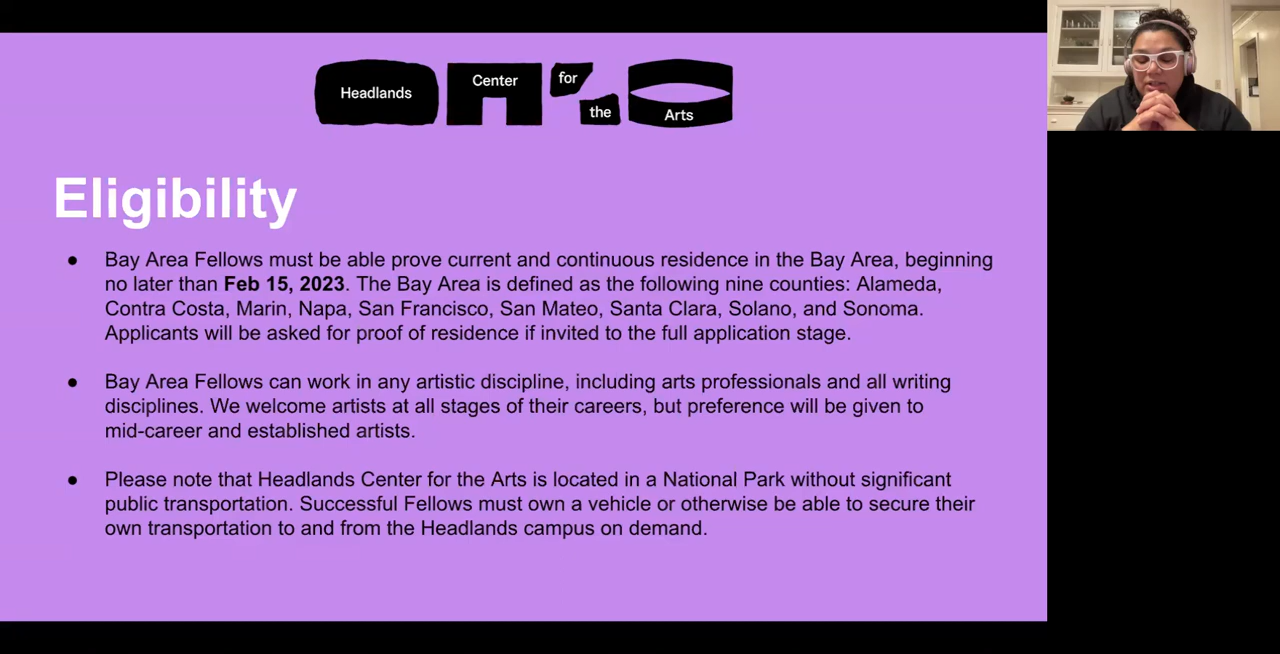 Headlands Center for the Arts
Eligibility
● Bay Area Fellows must be able prove current and continuous residence in the Bay Area, beginning
no later than Feb 15, 2023. The Bay Area is defined as the following nine counties: Alameda,
Contra Costa, Marin, Napa, San Francisco, San Mateo, Santa Clara, Solano, and Sonoma.
Applicants will be asked for proof of residence if invited to the full application stage.
● Bay Area Fellows can work in any artistic discipline, including arts professionals and all writing
disciplines. We welcome artists at all stages of their careers, but preference will be given to
mid-career and established artists.
● Please note that Headlands Center for the Arts is located in a National Park without significant
public transportation. Successful Fellows must own a vehicle or otherwise be able to secure their
own transportation to and from the Headlands campus on demand.